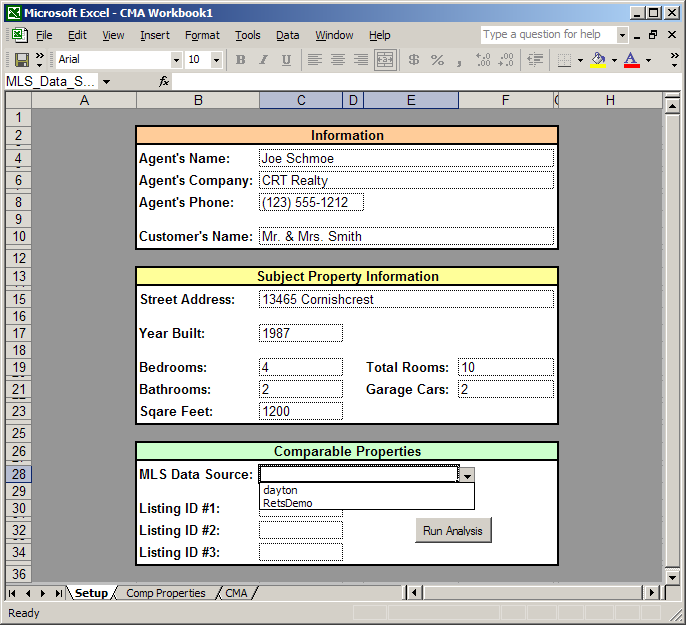 Microsoft Excel - CMA Workbook1
File Edit View Insert Format Tools Data Window Help Type a question for help
» Arial 10 B I U $ % , A »
MLS_Data_S... fx
A B C D E F G H
1
2 Information
4 Agent's Name: Joe Schmoe
6 Agent's Company: CRT Realty
8 Agent's Phone: (123) 555-1212
9
10 Customer's Name: Mr. & Mrs. Smith
12
13 Subject Property Information
15 Street Address: 13465 Cornishcrest
16
17 Year Built: 1987
18
19 Bedrooms: 4 Total Rooms: 10
21 Bathrooms: 2 Garage Cars: 2
23 Sqare Feet: 1200
25
26 Comparable Properties
28 MLS Data Source:
29 dayton
RetsDemo
30 Listing ID #1:
32 Listing ID #2: Run Analysis
34 Listing ID #3:
36
Setup Comp Properties CMA
Ready